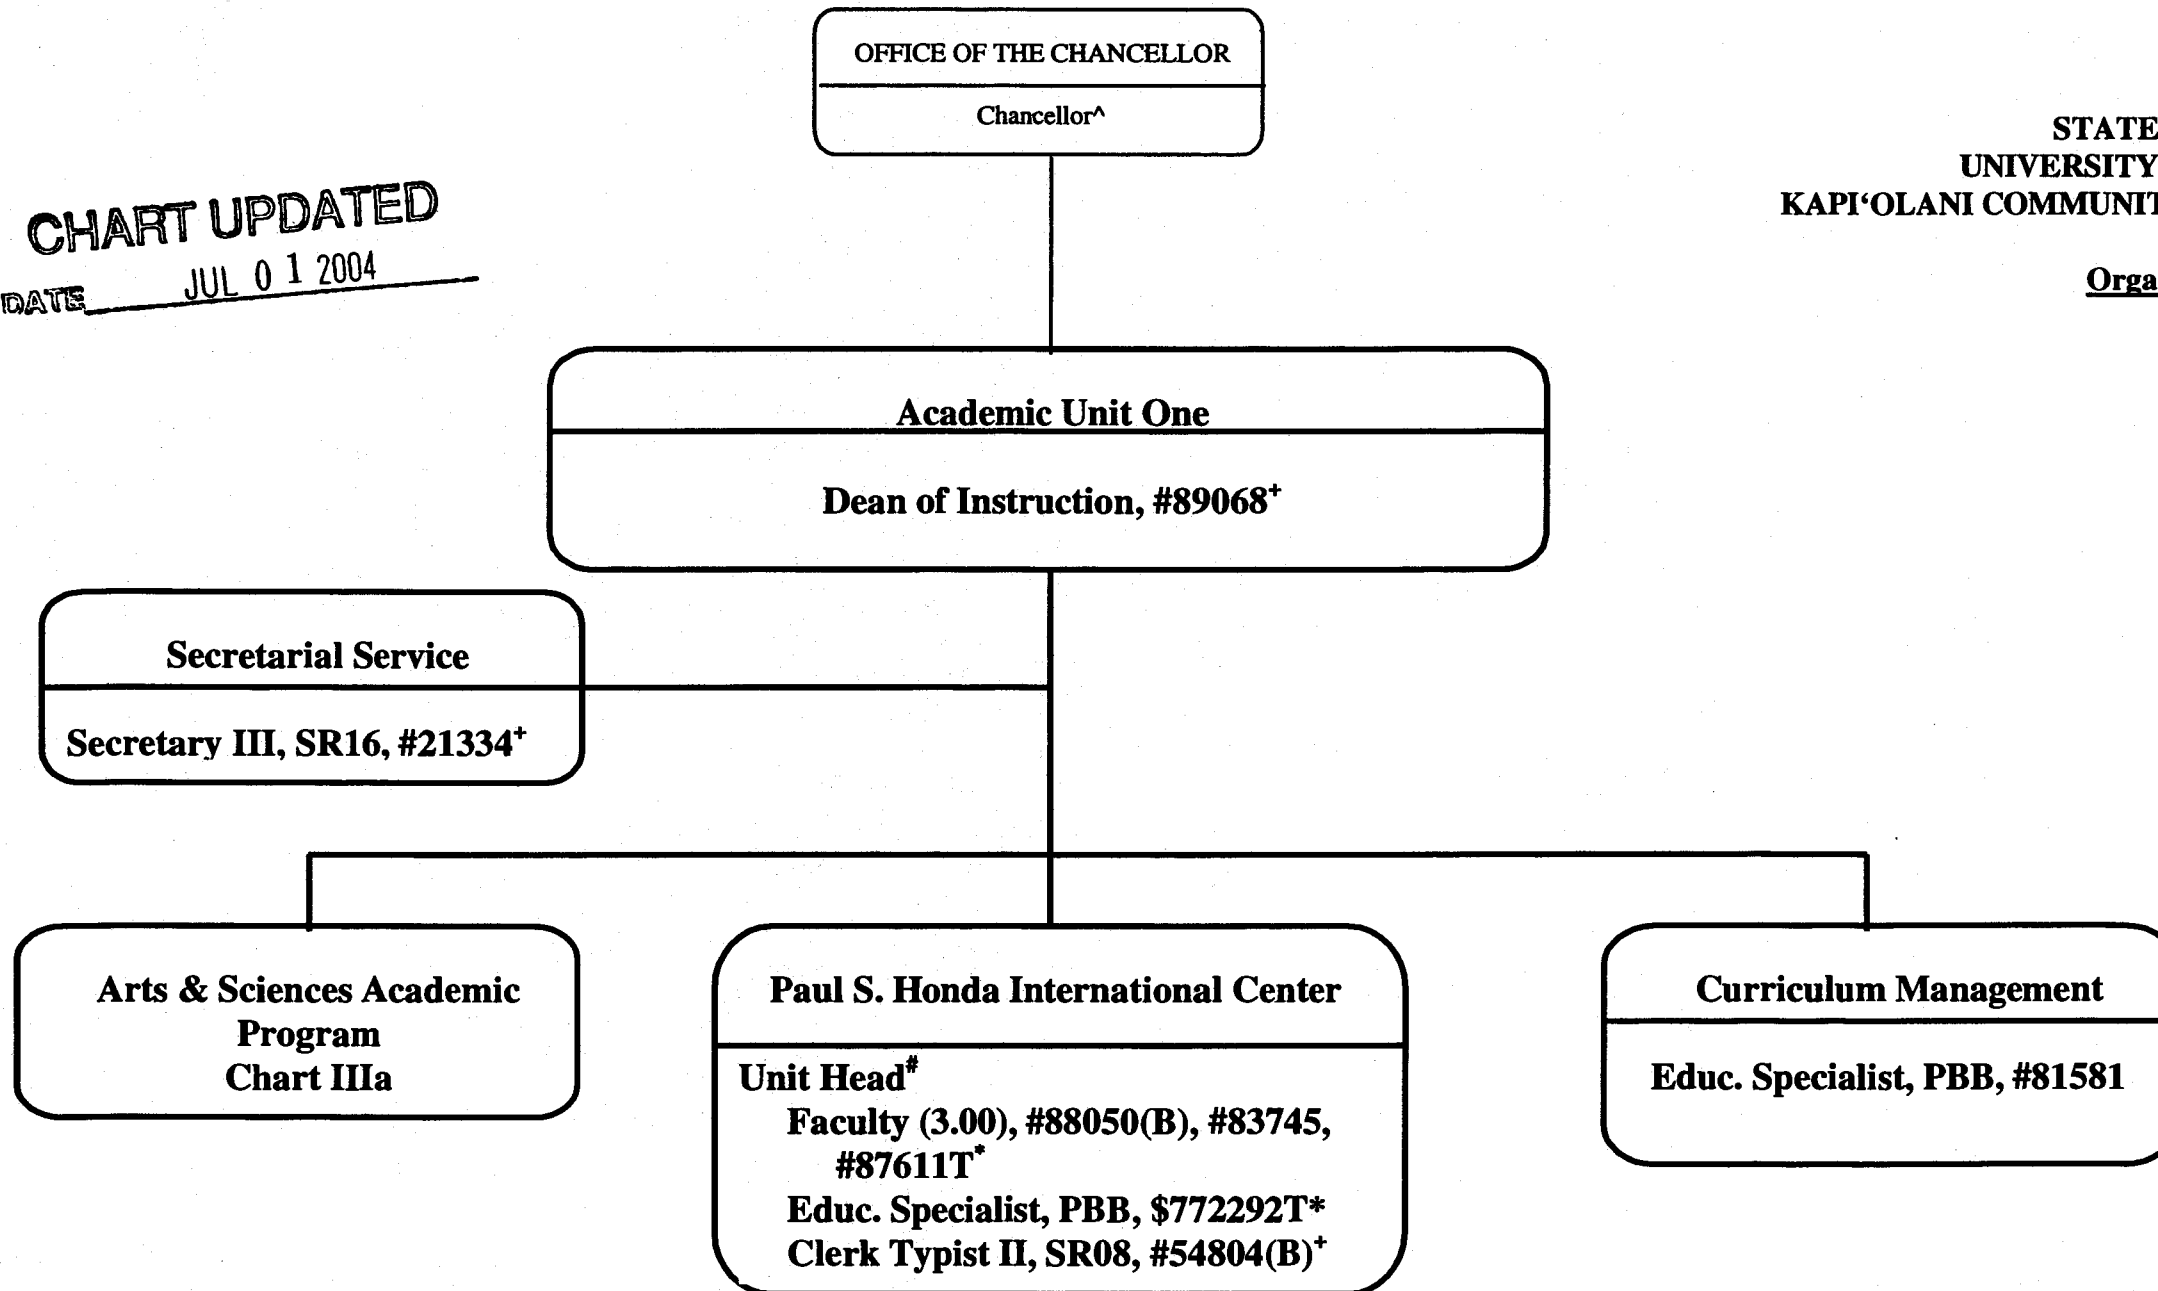 OFFICE OF THE CHANCELLOR
Chancellor^
STATE
UNIVERSITY
KAPI‘OLANI COMMUNIT
Orga
CHART UPDATED
DATE JUL 0 1 2004
Academic Unit One
Dean of Instruction, #89068+
Secretarial Service
Secretary III, SR16, #21334+
Arts & Sciences Academic
Program
Chart IIIa
Paul S. Honda International Center
Unit Head#
Faculty (3.00), #88050(B), #83745,
#87611T*
Educ. Specialist, PBB, $772292T*
Clerk Typist II, SR08, #54804(B)+
Curriculum Management
Educ. Specialist, PBB, #81581